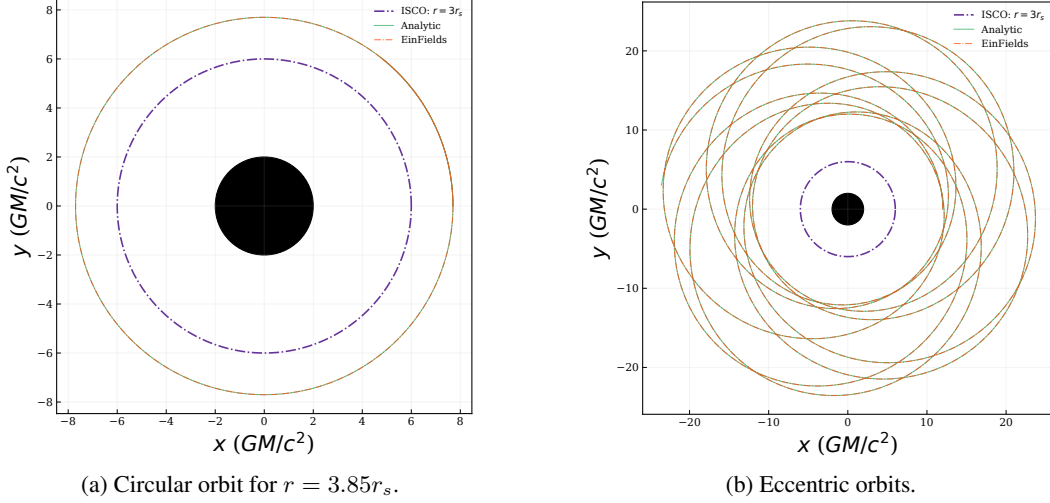 ISCO: r = 3r_s
Analytic
EinFields
8
6
4
2
0
−2
−4
−6
−8
y (GM/c²)
−8 −6 −4 −2 0 2 4 6 8
x (GM/c²)
(a) Circular orbit for r = 3.85r_s.
ISCO: r = 3r_s
Analytic
EinFields
20
10
0
−10
−20
y (GM/c²)
−20 −10 0 10 20
x (GM/c²)
(b) Eccentric orbits.